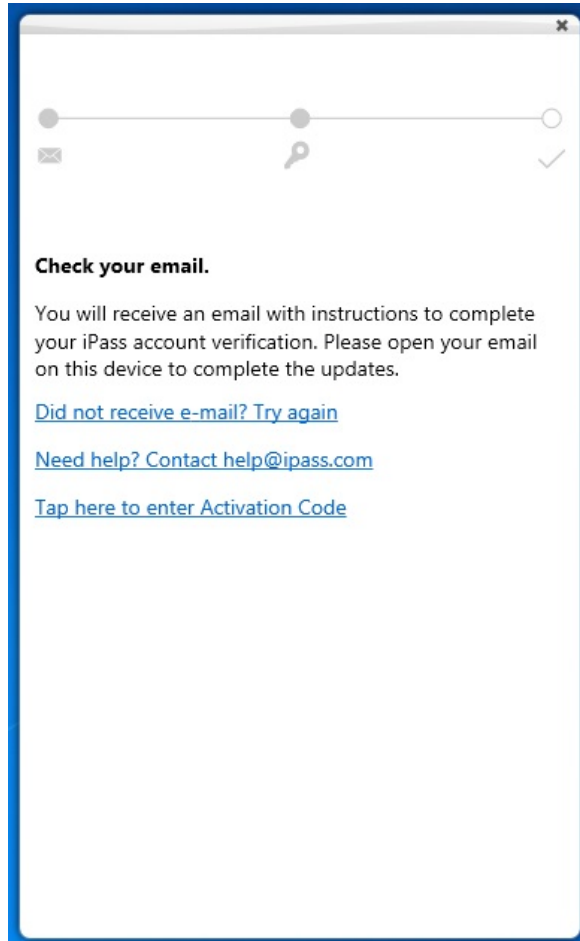 Check your email.
You will receive an email with instructions to complete
your iPass account verification. Please open your email
on this device to complete the updates.
Did not receive e-mail? Try again
Need help? Contact help@ipass.com
Tap here to enter Activation Code